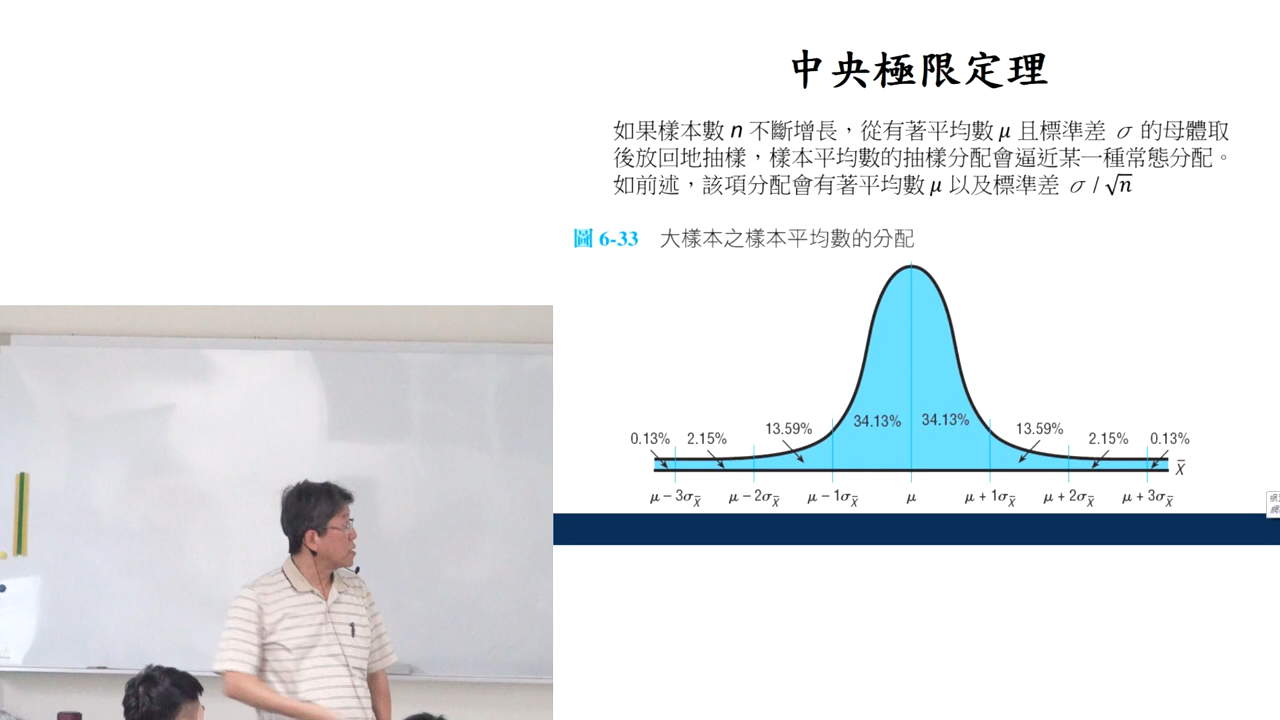 中央極限定理
如果樣本數 n 不斷增長，從有著平均數 μ 且標準差 σ 的母體取
後放回地抽樣，樣本平均數的抽樣分配會逼近某一種常態分配。
如前述，該項分配會有著平均數 μ 以及標準差 σ / √n
圖 6-33 大樣本之樣本平均數的分配
34.13% 34.13%
0.13% 2.15% 13.59% 13.59% 2.15% 0.13%
X̄
μ − 3σX̄ μ − 2σX̄ μ − 1σX̄ μ μ + 1σX̄ μ + 2σX̄ μ + 3σX̄